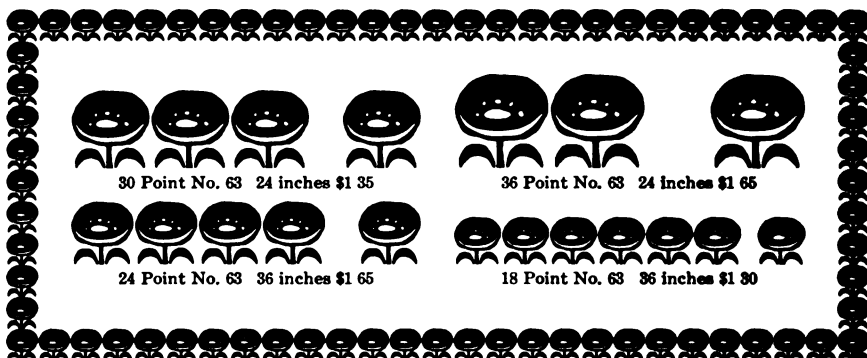 30 Point No. 63 24 inches $1 35
36 Point No. 63 24 inches $1 65
24 Point No. 63 36 inches $1 65
18 Point No. 63 36 inches $1 30